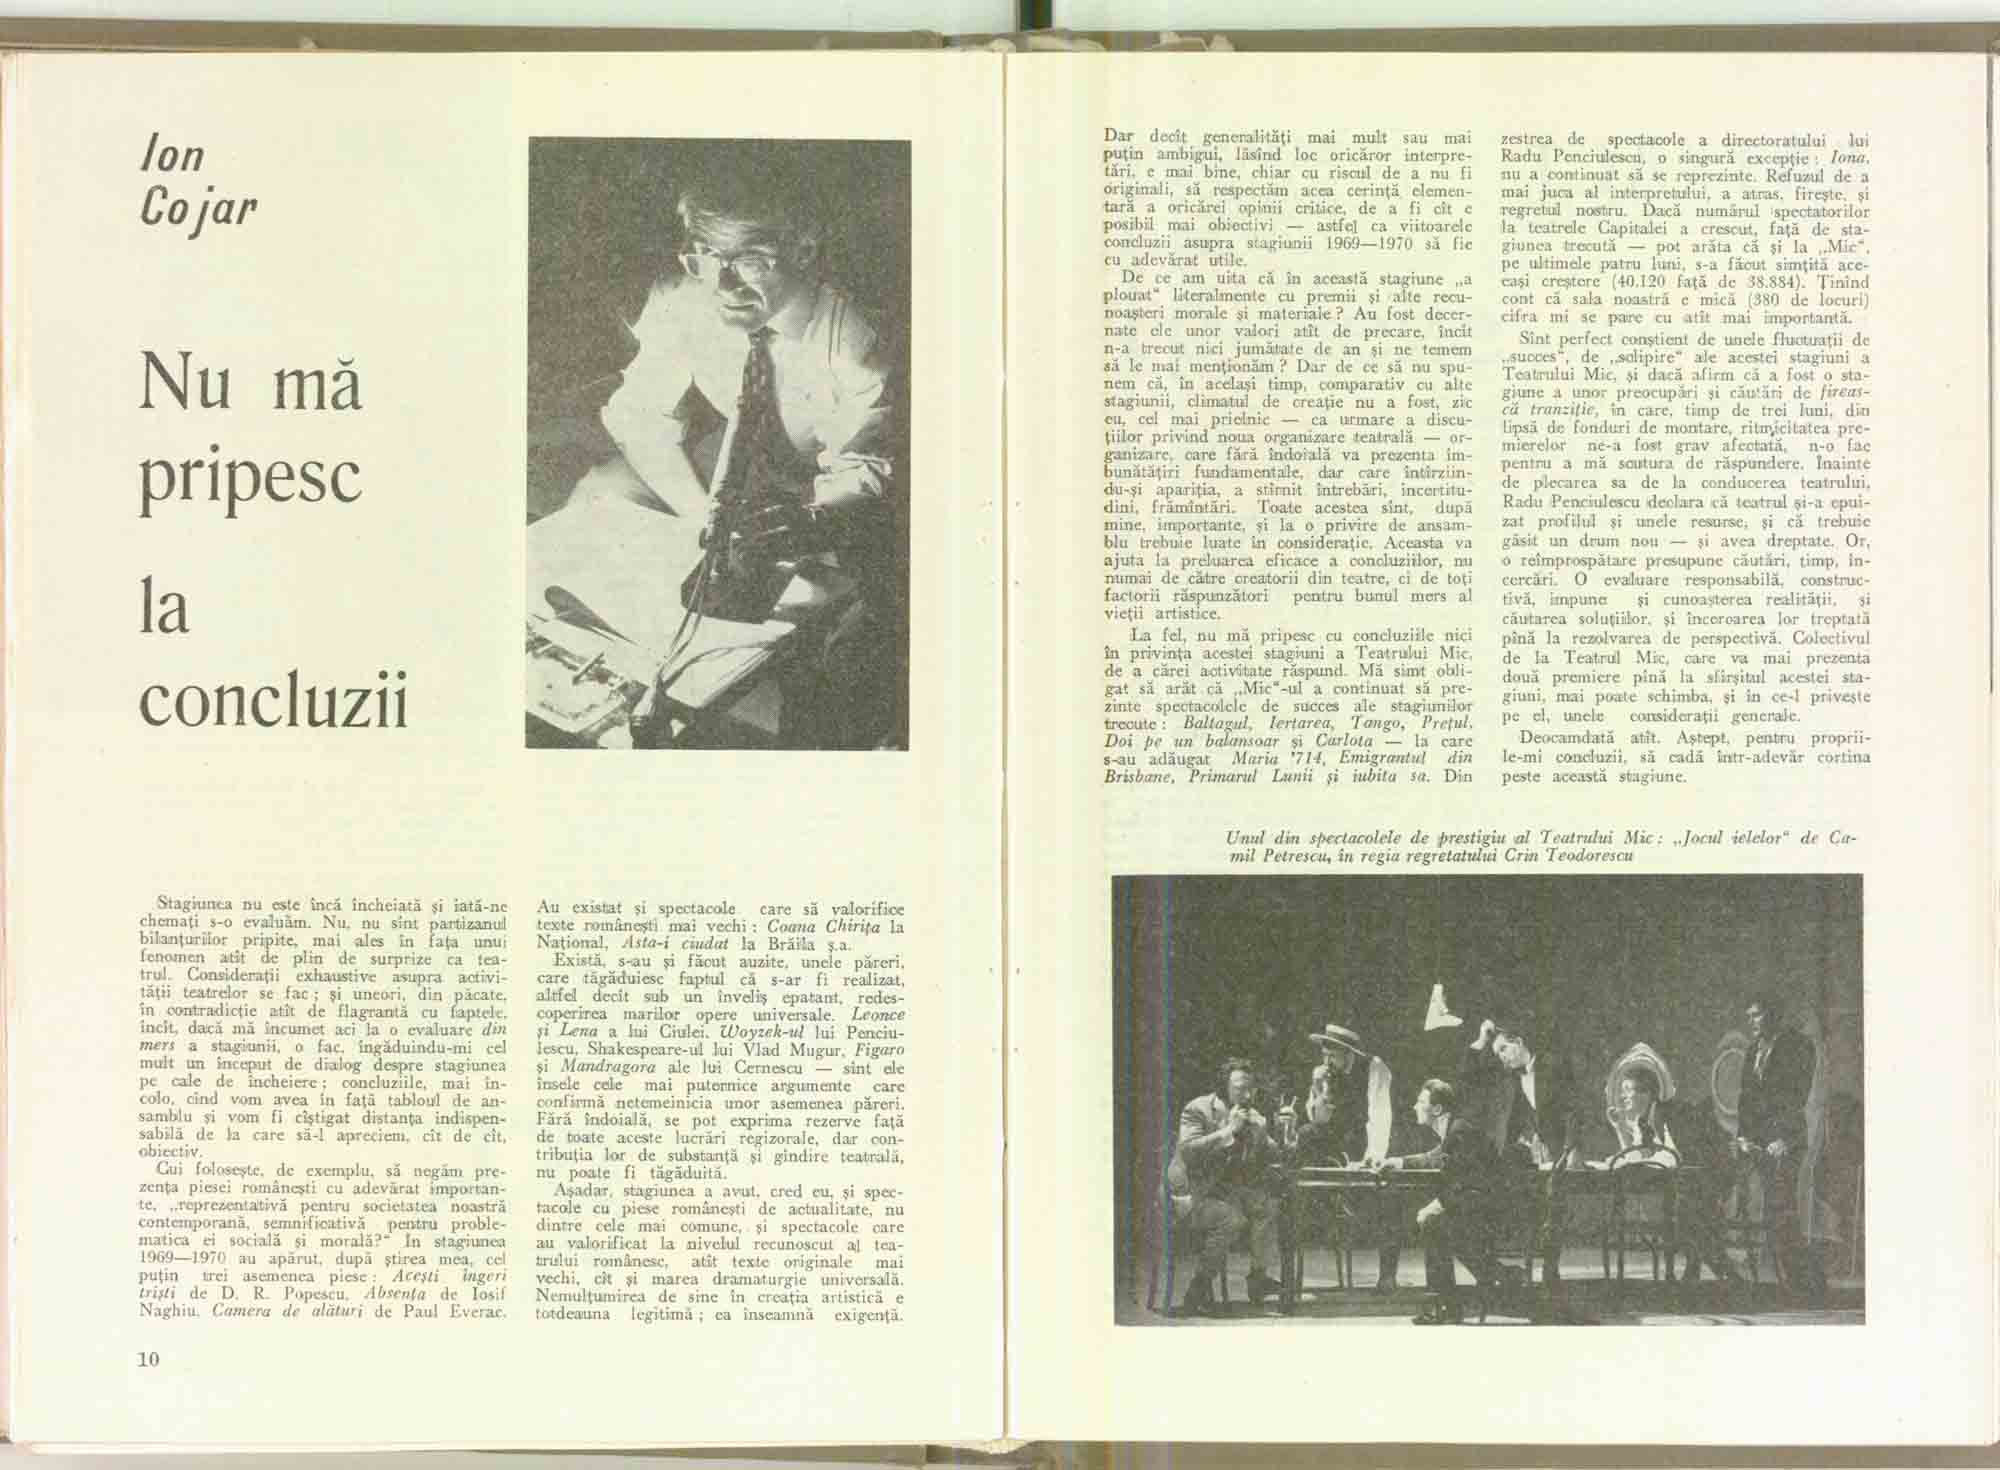 Ion
Cojar
Nu mă
pripesc
la
concluzii
Stagiunea nu este încă încheiată și iată-ne
chemați s-o evaluăm. Nu, nu sînt partizanul
bilanțurilor pripite, mai ales în fața unui
fenomen atît de plin de surprize ca tea-
trul. Considerații exhaustive asupra activi-
tății teatrelor se fac ; și uneori, din păcate,
în contradicție atît de flagrantă cu faptele,
încît, dacă mă încumet aci la o evaluare din
mers a stagiunii, o fac, îngăduindu-mi cel
mult un început de dialog despre stagiunea
pe cale de încheiere ; concluziile, mai în-
colo, cînd vom avea în față tabloul de an-
samblu și vom fi cîștigat distanța indispen-
sabilă de la care să-l apreciem, cît de cît,
obiectiv.
Cui folosește, de exemplu, să negăm pre-
zența piesei românești cu adevărat importan-
te, „reprezentativă pentru societatea noastră
contemporană, semnificativă pentru proble-
matica ei socială și morală?“ În stagiunea
1969—1970 au apărut, după știrea mea, cel
puțin trei asemenea piese : Acești îngeri
triști de D. R. Popescu, Absența de Iosif
Naghiu, Camera de alături de Paul Everac.
10
Au existat și spectacole care să valorifice
texte românești mai vechi : Coana Chirița la
Național, Asta-i ciudat la Brăila ș.a.
Există, s-au și făcut auzite, unele păreri,
care tăgăduiesc faptul că s-ar fi realizat,
altfel decît sub un înveliș epatant, redes-
coperirea marilor opere universale. Leonce
și Lena a lui Ciulei, Woyzek-ul lui Penciu-
lescu, Shakespeare-ul lui Vlad Mugur, Figaro
și Mandragora ale lui Cernescu — sînt ele
însele cele mai puternice argumente care
confirmă netemeinicia unor asemenea păreri.
Fără îndoială, se pot exprima rezerve față
de toate aceste lucrări regizorale, dar con-
tribuția lor de substanță și gîndire teatrală,
nu poate fi tăgăduită.
Așadar, stagiunea a avut, cred eu, și spec-
tacole cu piese românești de actualitate, nu
dintre cele mai comune, și spectacole care
au valorificat la nivelul recunoscut al tea-
trului românesc, atît texte originale mai
vechi, cît și marea dramaturgie universală.
Nemulțumirea de sine în creația artistică e
totdeauna legitimă ; ea înseamnă exigență.
Dar decît generalități mai mult sau mai
puțin ambigui, lăsînd loc oricăror interpre-
tări, e mai bine, chiar cu riscul de a nu fi
originali, să respectăm acea cerință elemen-
tară a oricărei opinii critice, de a fi cît e
posibil mai obiectivi — astfel ca viitoarele
concluzii asupra stagiunii 1969—1970 să fie
cu adevărat utile.
De ce am uita că în această stagiune „a
plouat“ literalmente cu premii și alte recu-
noașteri morale și materiale ? Au fost decer-
nate ele unor valori atît de precare, încît
n-a trecut nici jumătate de an și ne temem
să le mai menționăm ? Dar de ce să nu spu-
nem că, în același timp, comparativ cu alte
stagiunii, climatul de creație nu a fost, zic
eu, cel mai prielnic — ca urmare a discu-
țiilor privind noua organizare teatrală — or-
ganizare, care fără îndoială va prezenta îm-
bunătățiri fundamentale, dar care întîrziin-
du-și apariția, a stîrnit întrebări, incertitu-
dini, frămîntări. Toate acestea sînt, după
mine, importante, și la o privire de ansam-
blu trebuie luate în considerație. Aceasta va
ajuta la preluarea eficace a concluziilor, nu
numai de către creatorii din teatre, ci de toți
factorii răspunzători pentru bunul mers al
vieții artistice.
La fel, nu mă pripesc cu concluziile nici
în privința acestei stagiuni a Teatrului Mic,
de a cărei activitate răspund. Mă simt obli-
gat să arăt că „Mic“-ul a continuat să pre-
zinte spectacolele de succes ale stagiunilor
trecute : Baltagul, Iertarea, Tango, Prețul,
Doi pe un balansoar și Carlota — la care
s-au adăugat Maria '714, Emigrantul din
Brisbane, Primarul Lunii și iubita sa. Din
zestrea de spectacole a directoratului lui
Radu Penciulescu, o singură excepție : Iona,
nu a continuat să se reprezinte. Refuzul de a
mai juca al interpretului, a atras, firește, și
regretul nostru. Dacă numărul spectatorilor
la teatrele Capitalei a crescut, față de sta-
giunea trecută — pot arăta că și la „Mic“,
pe ultimele patru luni, s-a făcut simțită ace-
eași creștere (40.120 față de 38.884). Ținînd
cont că sala noastră e mică (380 de locuri)
cifra mi se pare cu atît mai importantă.
Sînt perfect conștient de unele fluctuații de
„succes“, de „sclipire“ ale acestei stagiuni a
Teatrului Mic, și dacă afirm că a fost o sta-
giune a unor preocupări și căutări de fireas-
că tranziție, în care, timp de trei luni, din
lipsă de fonduri de montare, ritmicitatea pre-
mierelor ne-a fost grav afectată, n-o fac
pentru a mă scutura de răspundere. Înainte
de plecarea sa de la conducerea teatrului,
Radu Penciulescu declara că teatrul și-a epui-
zat profilul și unele resurse, și că trebuie
găsit un drum nou — și avea dreptate. Or,
o reîmprospătare presupune căutări, timp, în-
cercări. O evaluare responsabilă, construc-
tivă, impune și cunoașterea realității, și
căutarea soluțiilor, și încercarea lor treptată
pînă la rezolvarea de perspectivă. Colectivul
de la Teatrul Mic, care va mai prezenta
două premiere pînă la sfîrșitul acestei sta-
giuni, mai poate schimba, și în ce-l privește
pe el, unele considerații generale.
Deocamdată atît. Aștept, pentru proprii-
le-mi concluzii, să cadă într-adevăr cortina
peste această stagiune.
Unul din spectacolele de prestigiu al Teatrului Mic : „Jocul ielelor“ de Ca-
mil Petrescu, în regia regretatului Crin Teodorescu